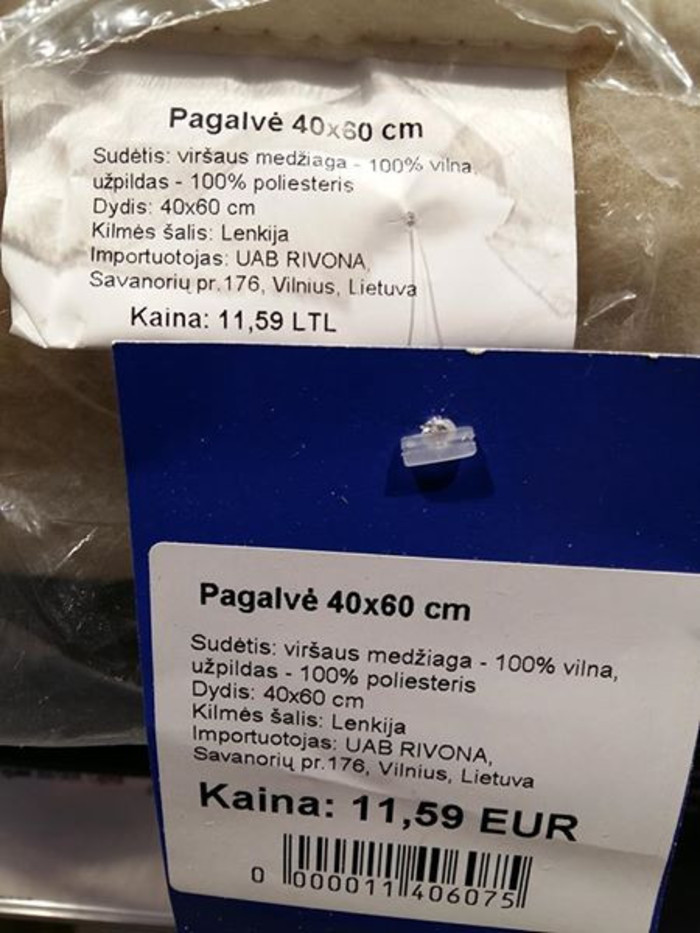 Pagalvė 40x60 cm
Sudėtis: viršaus medžiaga - 100% vilna,
užpildas - 100% poliesteris
Dydis: 40x60 cm
Kilmės šalis: Lenkija
Importuotojas: UAB RIVONA,
Savanorių pr.176, Vilnius, Lietuva
Kaina: 11,59 LTL
Pagalvė 40x60 cm
Sudėtis: viršaus medžiaga - 100% vilna,
užpildas - 100% poliesteris
Dydis: 40x60 cm
Kilmės šalis: Lenkija
Importuotojas: UAB RIVONA,
Savanorių pr.176, Vilnius, Lietuva
Kaina: 11,59 EUR
0 000011 406075